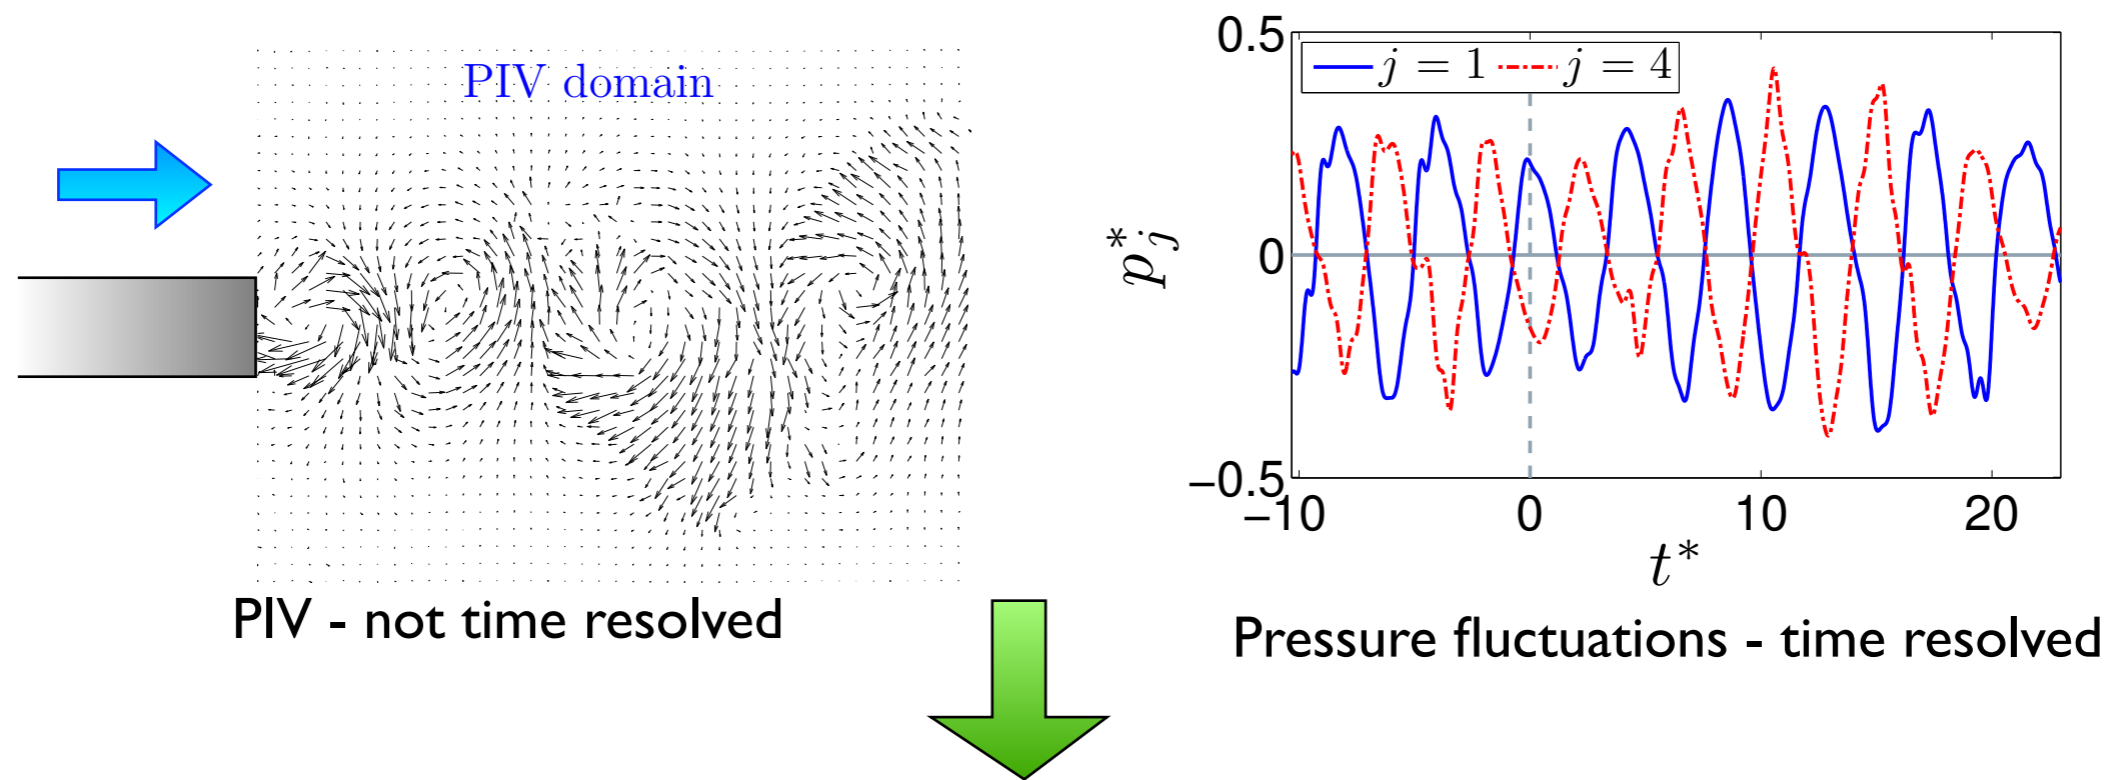 PIV domain
PIV - not time resolved
0.5
j = 1 j = 4
p*j
0
−0.5
−10 0 10 20
t*
Pressure fluctuations - time resolved